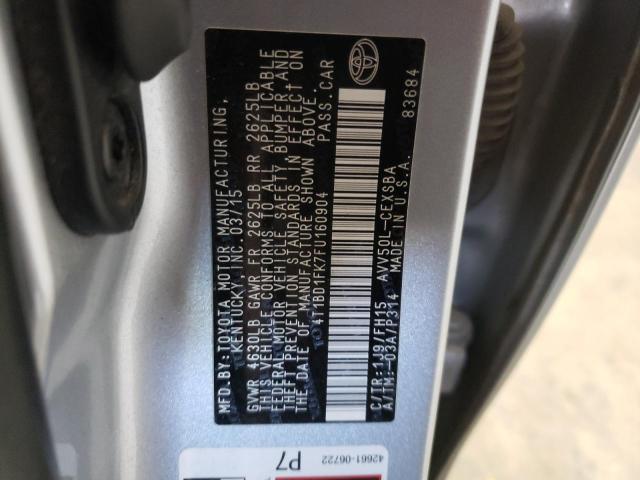 MFD.BY:TOYOTA MOTOR MANUFACTURING,
KENTUCKY, INC. 03/15
GVWR 4630LB GAWR FR 2625LB RR 2625LB
THIS VEHICLE CONFORMS TO ALL APPLICABLE
FEDERAL MOTOR VEHICLE SAFETY, BUMPER, AND
THEFT PREVENTION STANDARDS IN EFFECT ON
THE DATE OF MANUFACTURE SHOWN ABOVE.
4T1BD1FK7FU160904 PASS.CAR
C/TR:1J9/FH15 AVV50L-CEXSBA
A/TM:-03A/P314 MADE IN U.S.A. 83684
42661-06722
P7